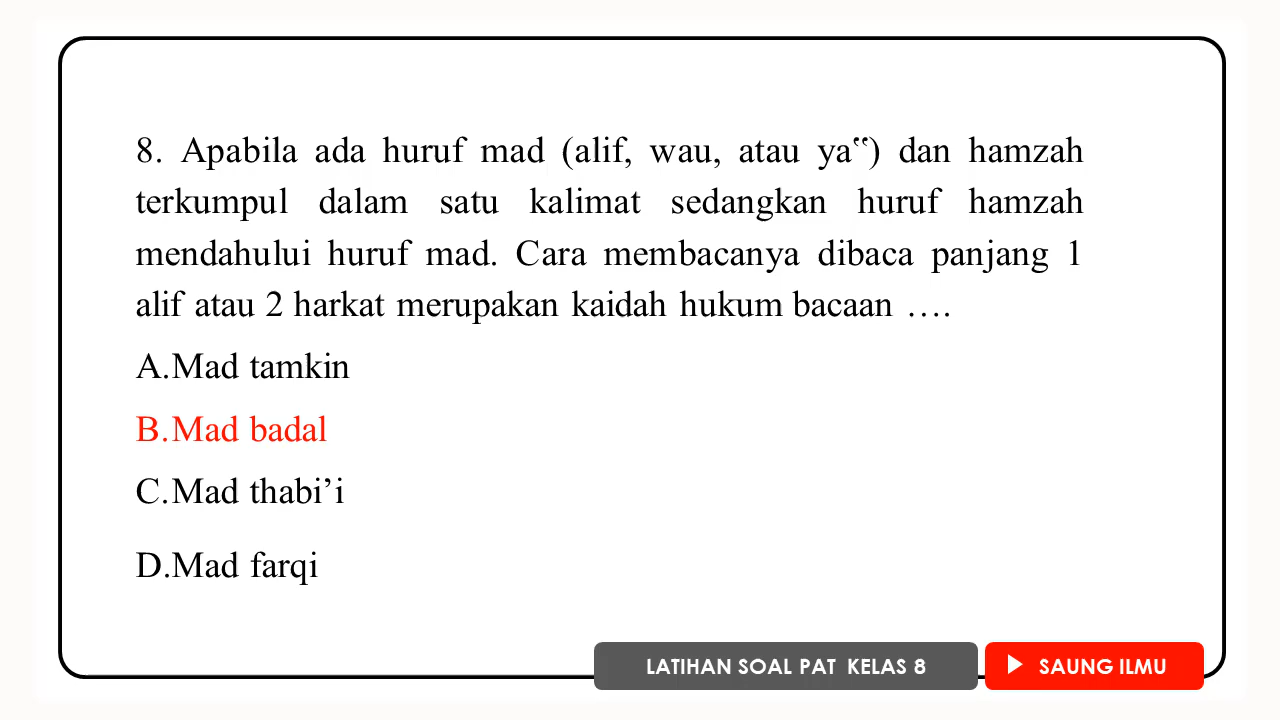 8. Apabila ada huruf mad (alif, wau, atau ya‟) dan hamzah
terkumpul dalam satu kalimat sedangkan huruf hamzah
mendahului huruf mad. Cara membacanya dibaca panjang 1
alif atau 2 harkat merupakan kaidah hukum bacaan ….
A.Mad tamkin
B.Mad badal
C.Mad thabi’i
D.Mad farqi
LATIHAN SOAL PAT KELAS 8
SAUNG ILMU